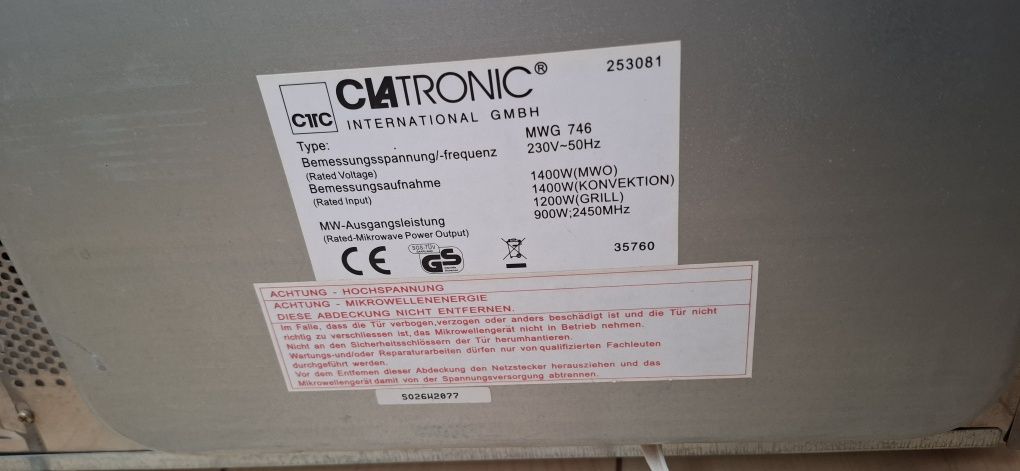 CTC CLATRONIC® 253081
INTERNATIONAL GMBH
Type: MWG 746
Bemessungsspannung/-frequenz 230V~50Hz
(Rated Voltage)
Bemessungsaufnahme 1400W(MWO)
(Rated Input) 1400W(KONVEKTION)
1200W(GRILL)
MW-Ausgangsleistung 900W;2450MHz
(Rated-Mikrowave Power Output)
CE GS 35760
ACHTUNG - HOCHSPANNUNG
ACHTUNG - MIKROWELLENENERGIE
DIESE ABDECKUNG NICHT ENTFERNEN.
Im Falle, dass die Tür verbogen,verzogen oder anders beschädigt ist und die Tür nicht
richtig zu verschliessen ist,das Mikrowellengerät nicht in Betrieb nehmen.
Nicht an den Sicherheitsschlössern der Tür herumhantieren.
Wartungs-und/oder Reparaturarbeiten dürfen nur von qualifizierten Fachleuten
durchgeführt werden.
Vor dem Entfernen dieser Abdeckung den Netzstecker herausziehen und das
Mikrowellengerät damit von der Spannungsversorgung abtrennen.
S026W2077